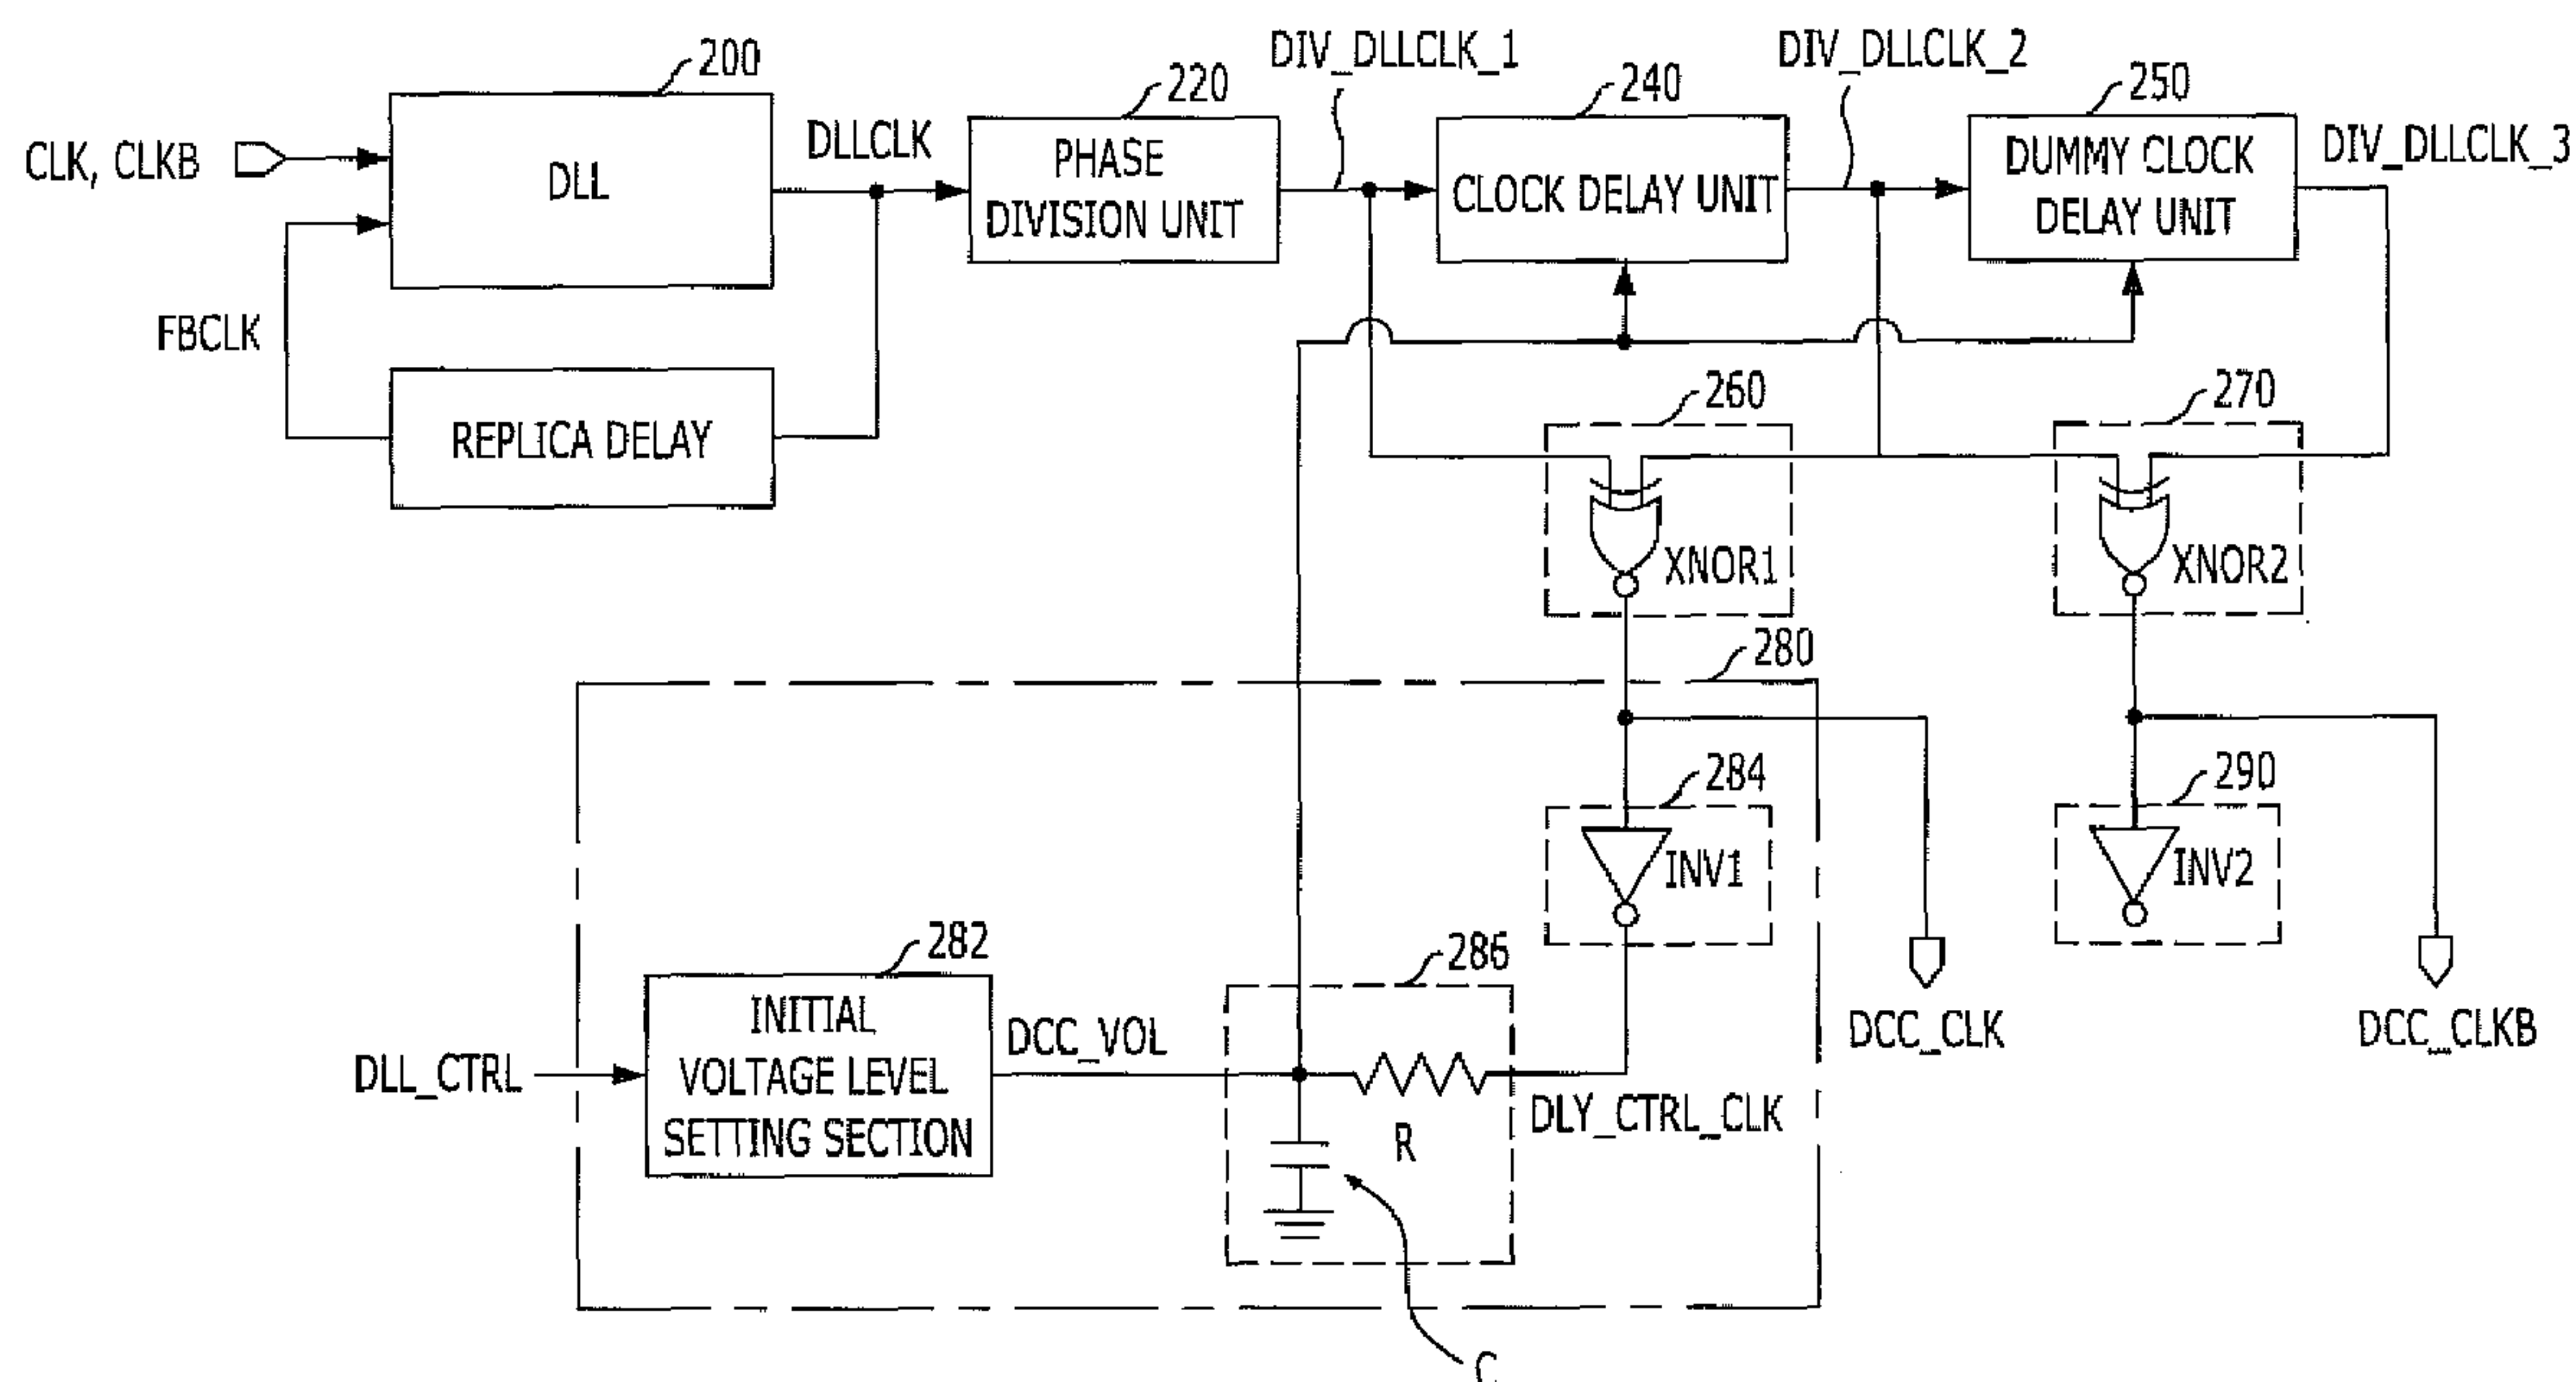 200
CLK, CLKB
DLL
DLLCLK
FBCLK
REPLICA DELAY
220
PHASE
DIVISION UNIT
DIV_DLLCLK_1
240
CLOCK DELAY UNIT
DIV_DLLCLK_2
250
DUMMY CLOCK
DELAY UNIT
DIV_DLLCLK_3
260
XNOR1
270
XNOR2
280
284
INV1
290
INV2
282
INITIAL
VOLTAGE LEVEL
SETTING SECTION
DLL_CTRL
DCC_VOL
286
R
DLY_CTRL_CLK
DCC_CLK
DCC_CLKB
C